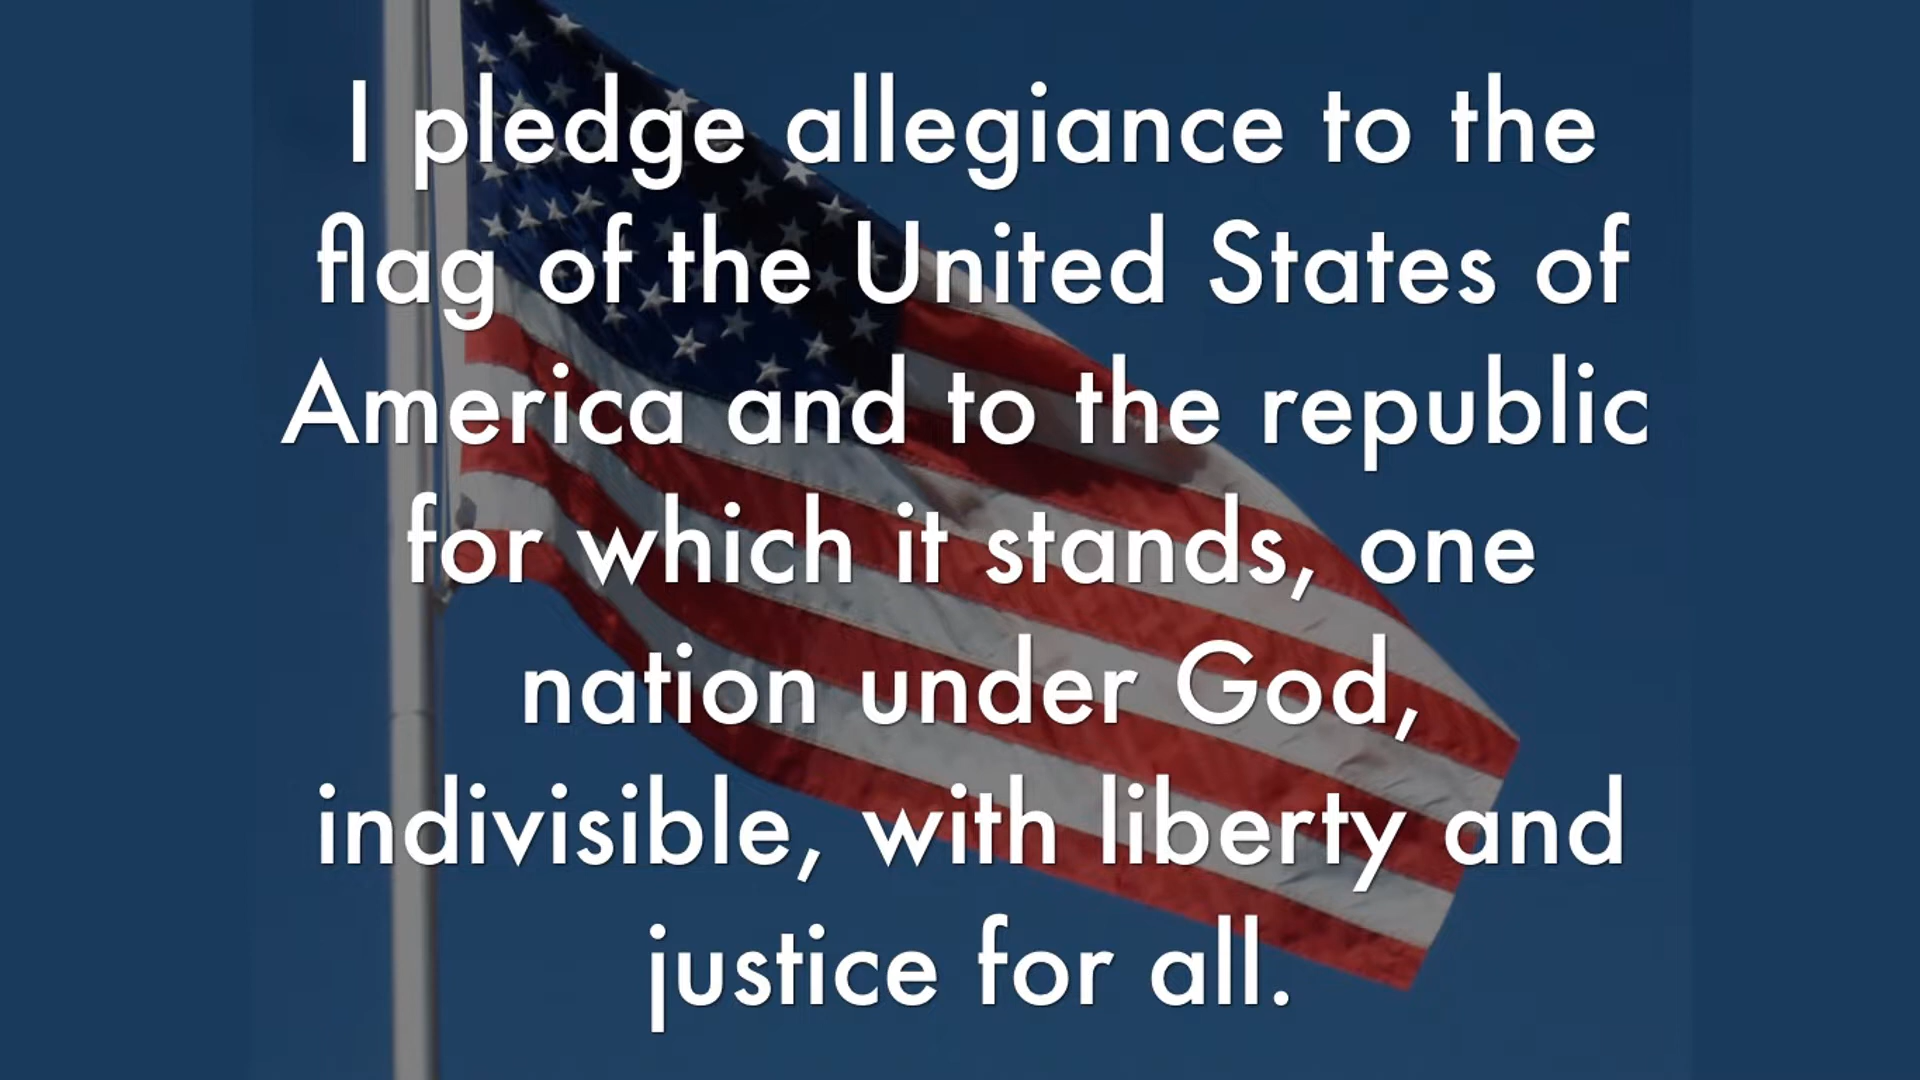 I pledge allegiance to the
flag of the United States of
America and to the republic
for which it stands, one
nation under God,
indivisible, with liberty and
justice for all.